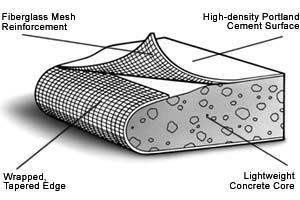 Fiberglass Mesh
Reinforcement
High-density Portland
Cement Surface
Wrapped,
Tapered Edge
Lightweight
Concrete Core